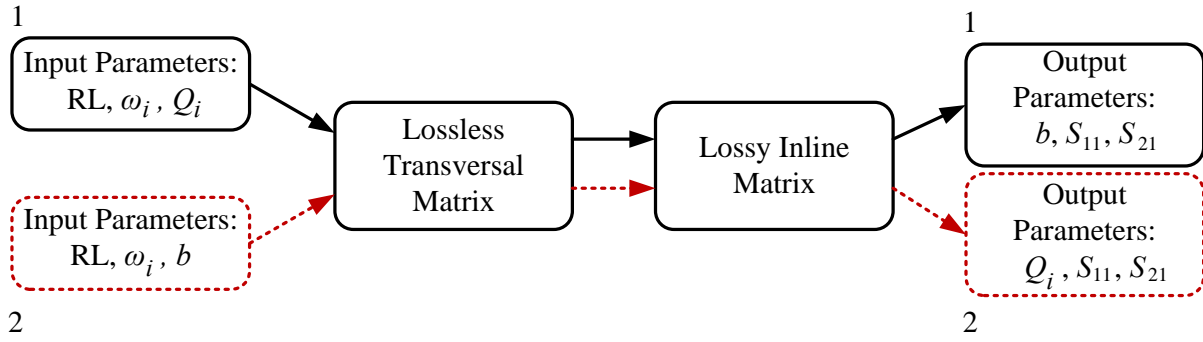 1
Input Parameters:
RL, ωᵢ, Qᵢ
Input Parameters:
RL, ωᵢ, b
2
Lossless
Transversal
Matrix
Lossy Inline
Matrix
1
Output
Parameters:
b, S₁₁, S₂₁
Output
Parameters:
Qᵢ, S₁₁, S₂₁
2